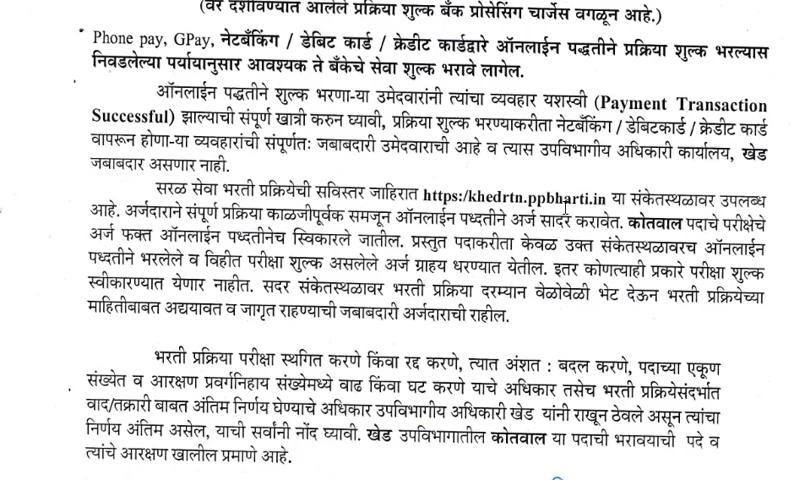 (वर दर्शविण्यात आलेले प्रक्रिया शुल्क बँक प्रोसेसिंग चार्जेस वगळून आहे.)
Phone pay, GPay, नेटबँकिंग / डेबिट कार्ड / क्रेडीट कार्डद्वारे ऑनलाईन पद्धतीने प्रक्रिया शुल्क भरल्यास
निवडलेल्या पर्यायानुसार आवश्यक ते बँकेचे सेवा शुल्क भरावे लागेल.
ऑनलाईन पद्धतीने शुल्क भरणा-या उमेदवारांनी त्यांचा व्यवहार यशस्वी (Payment Transaction
Successful) झाल्याची संपूर्ण खात्री करुन घ्यावी, प्रक्रिया शुल्क भरण्याकरीता नेटबँकिंग / डेबिटकार्ड / क्रेडीट कार्ड
वापरून होणा-या व्यवहारांची संपूर्णतः जबाबदारी उमेदवाराची आहे व त्यास उपविभागीय अधिकारी कार्यालय, खेड
जबाबदार असणार नाही.
सरळ सेवा भरती प्रक्रियेची सविस्तर जाहिरात https:/khedrtn.ppbharti.in या संकेतस्थळावर उपलब्ध
आहे. अर्जदाराने संपूर्ण प्रक्रिया काळजीपूर्वक समजून ऑनलाईन पध्दतीने अर्ज सादर करावेत. कोतवाल पदाचे परीक्षेचे
अर्ज फक्त ऑनलाईन पध्दतीनेच स्विकारले जातील. प्रस्तुत पदाकरीता केवळ उक्त संकेतस्थळावरच ऑनलाईन
पध्दतीने भरलेले व विहीत परीक्षा शुल्क असलेले अर्ज ग्राहय धरण्यात येतील. इतर कोणत्याही प्रकारे परीक्षा शुल्क
स्वीकारण्यात येणार नाहीत. सदर संकेतस्थळावर भरती प्रक्रिया दरम्यान वेळोवेळी भेट देऊन भरती प्रक्रियेच्या
माहितीबाबत अद्ययावत व जागृत राहण्याची जबाबदारी अर्जदाराची राहील.
भरती प्रक्रिया परीक्षा स्थगित करणे किंवा रद्द करणे, त्यात अंशत : बदल करणे, पदाच्या एकूण
संख्येत व आरक्षण प्रवर्गनिहाय संख्येमध्ये वाढ किंवा घट करणे याचे अधिकार तसेच भरती प्रक्रियेसंदर्भात
वाद/तक्रारी बाबत अंतिम निर्णय घेण्याचे अधिकार उपविभागीय अधिकारी खेड यांनी राखून ठेवले असून त्यांचा
निर्णय अंतिम असेल, याची सर्वांनी नोंद घ्यावी. खेड उपविभागातील कोतवाल या पदाची भरावयाची पदे व
त्यांचे आरक्षण खालील प्रमाणे आहे.